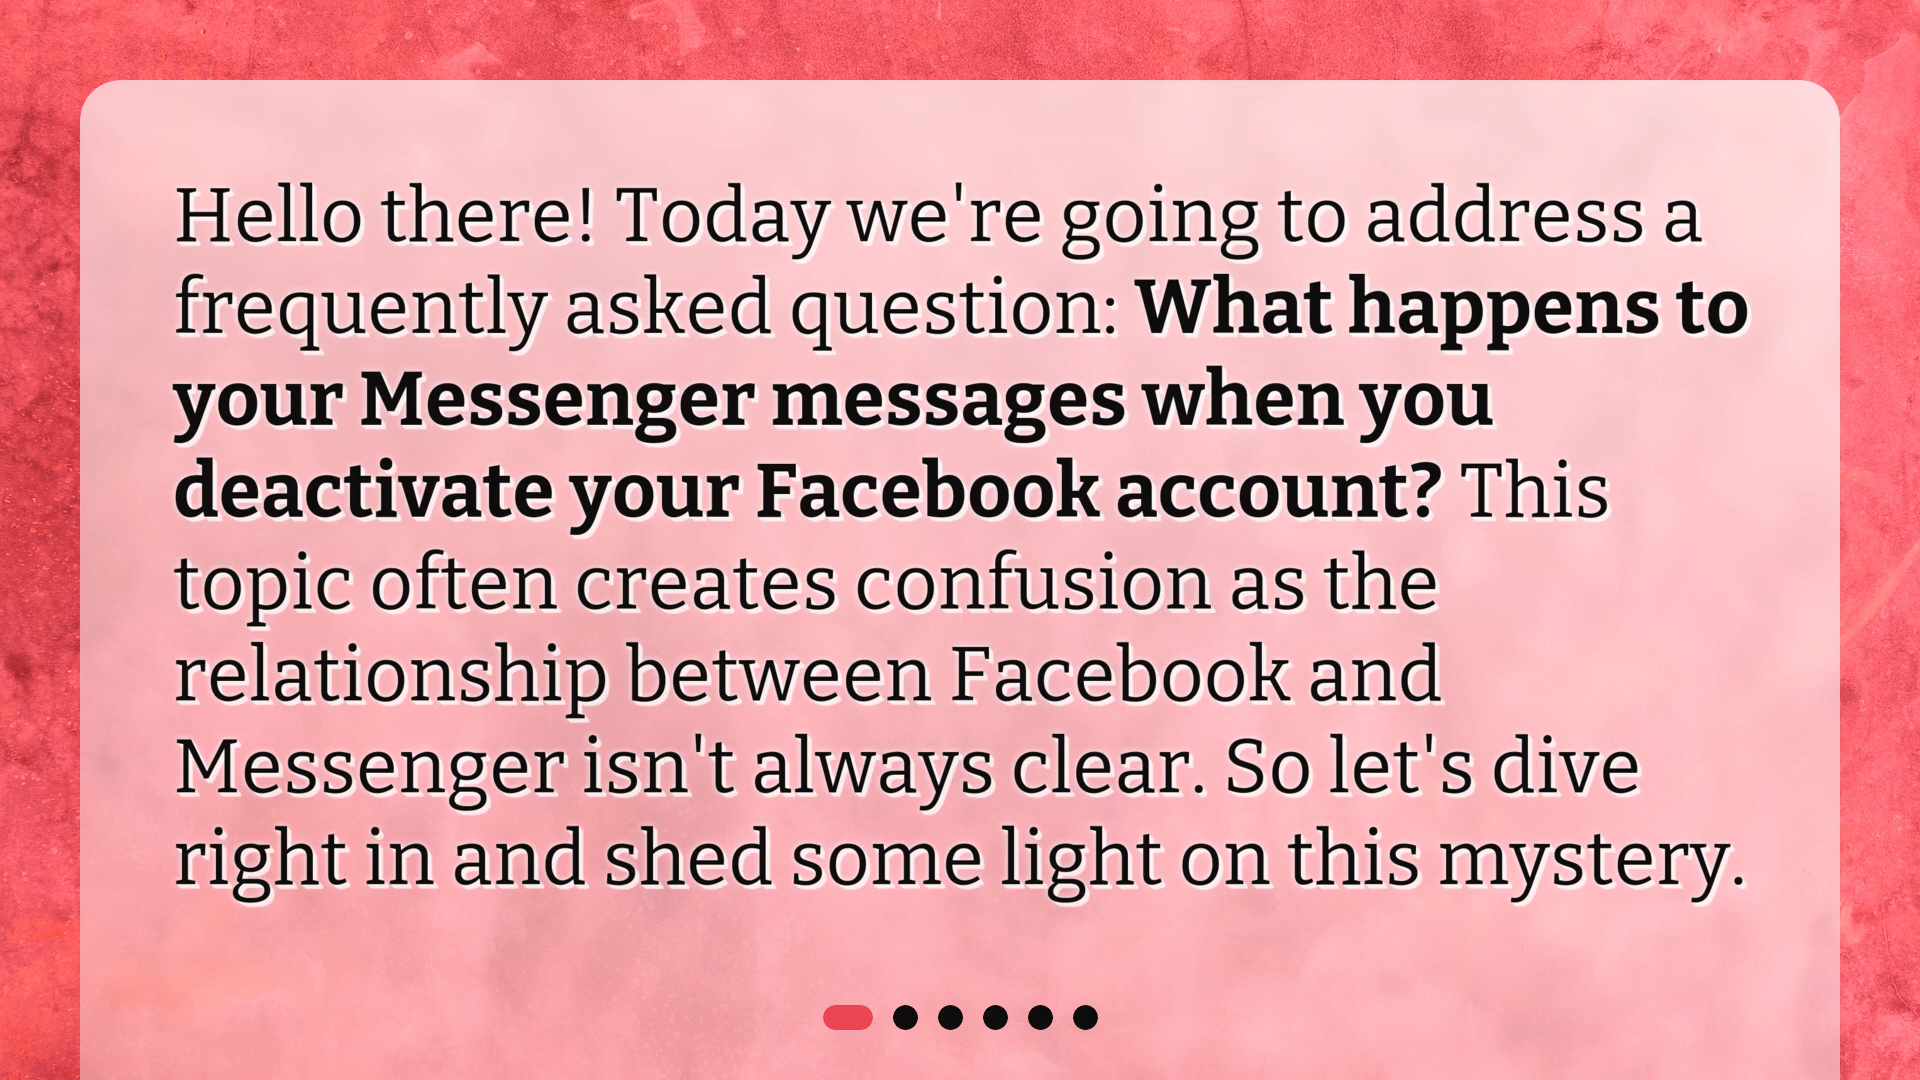 Hello there! Today we're going to address a
frequently asked question: What happens to
your Messenger messages when you
deactivate your Facebook account? This
topic often creates confusion as the
relationship between Facebook and
Messenger isn't always clear. So let's dive
right in and shed some light on this mystery.